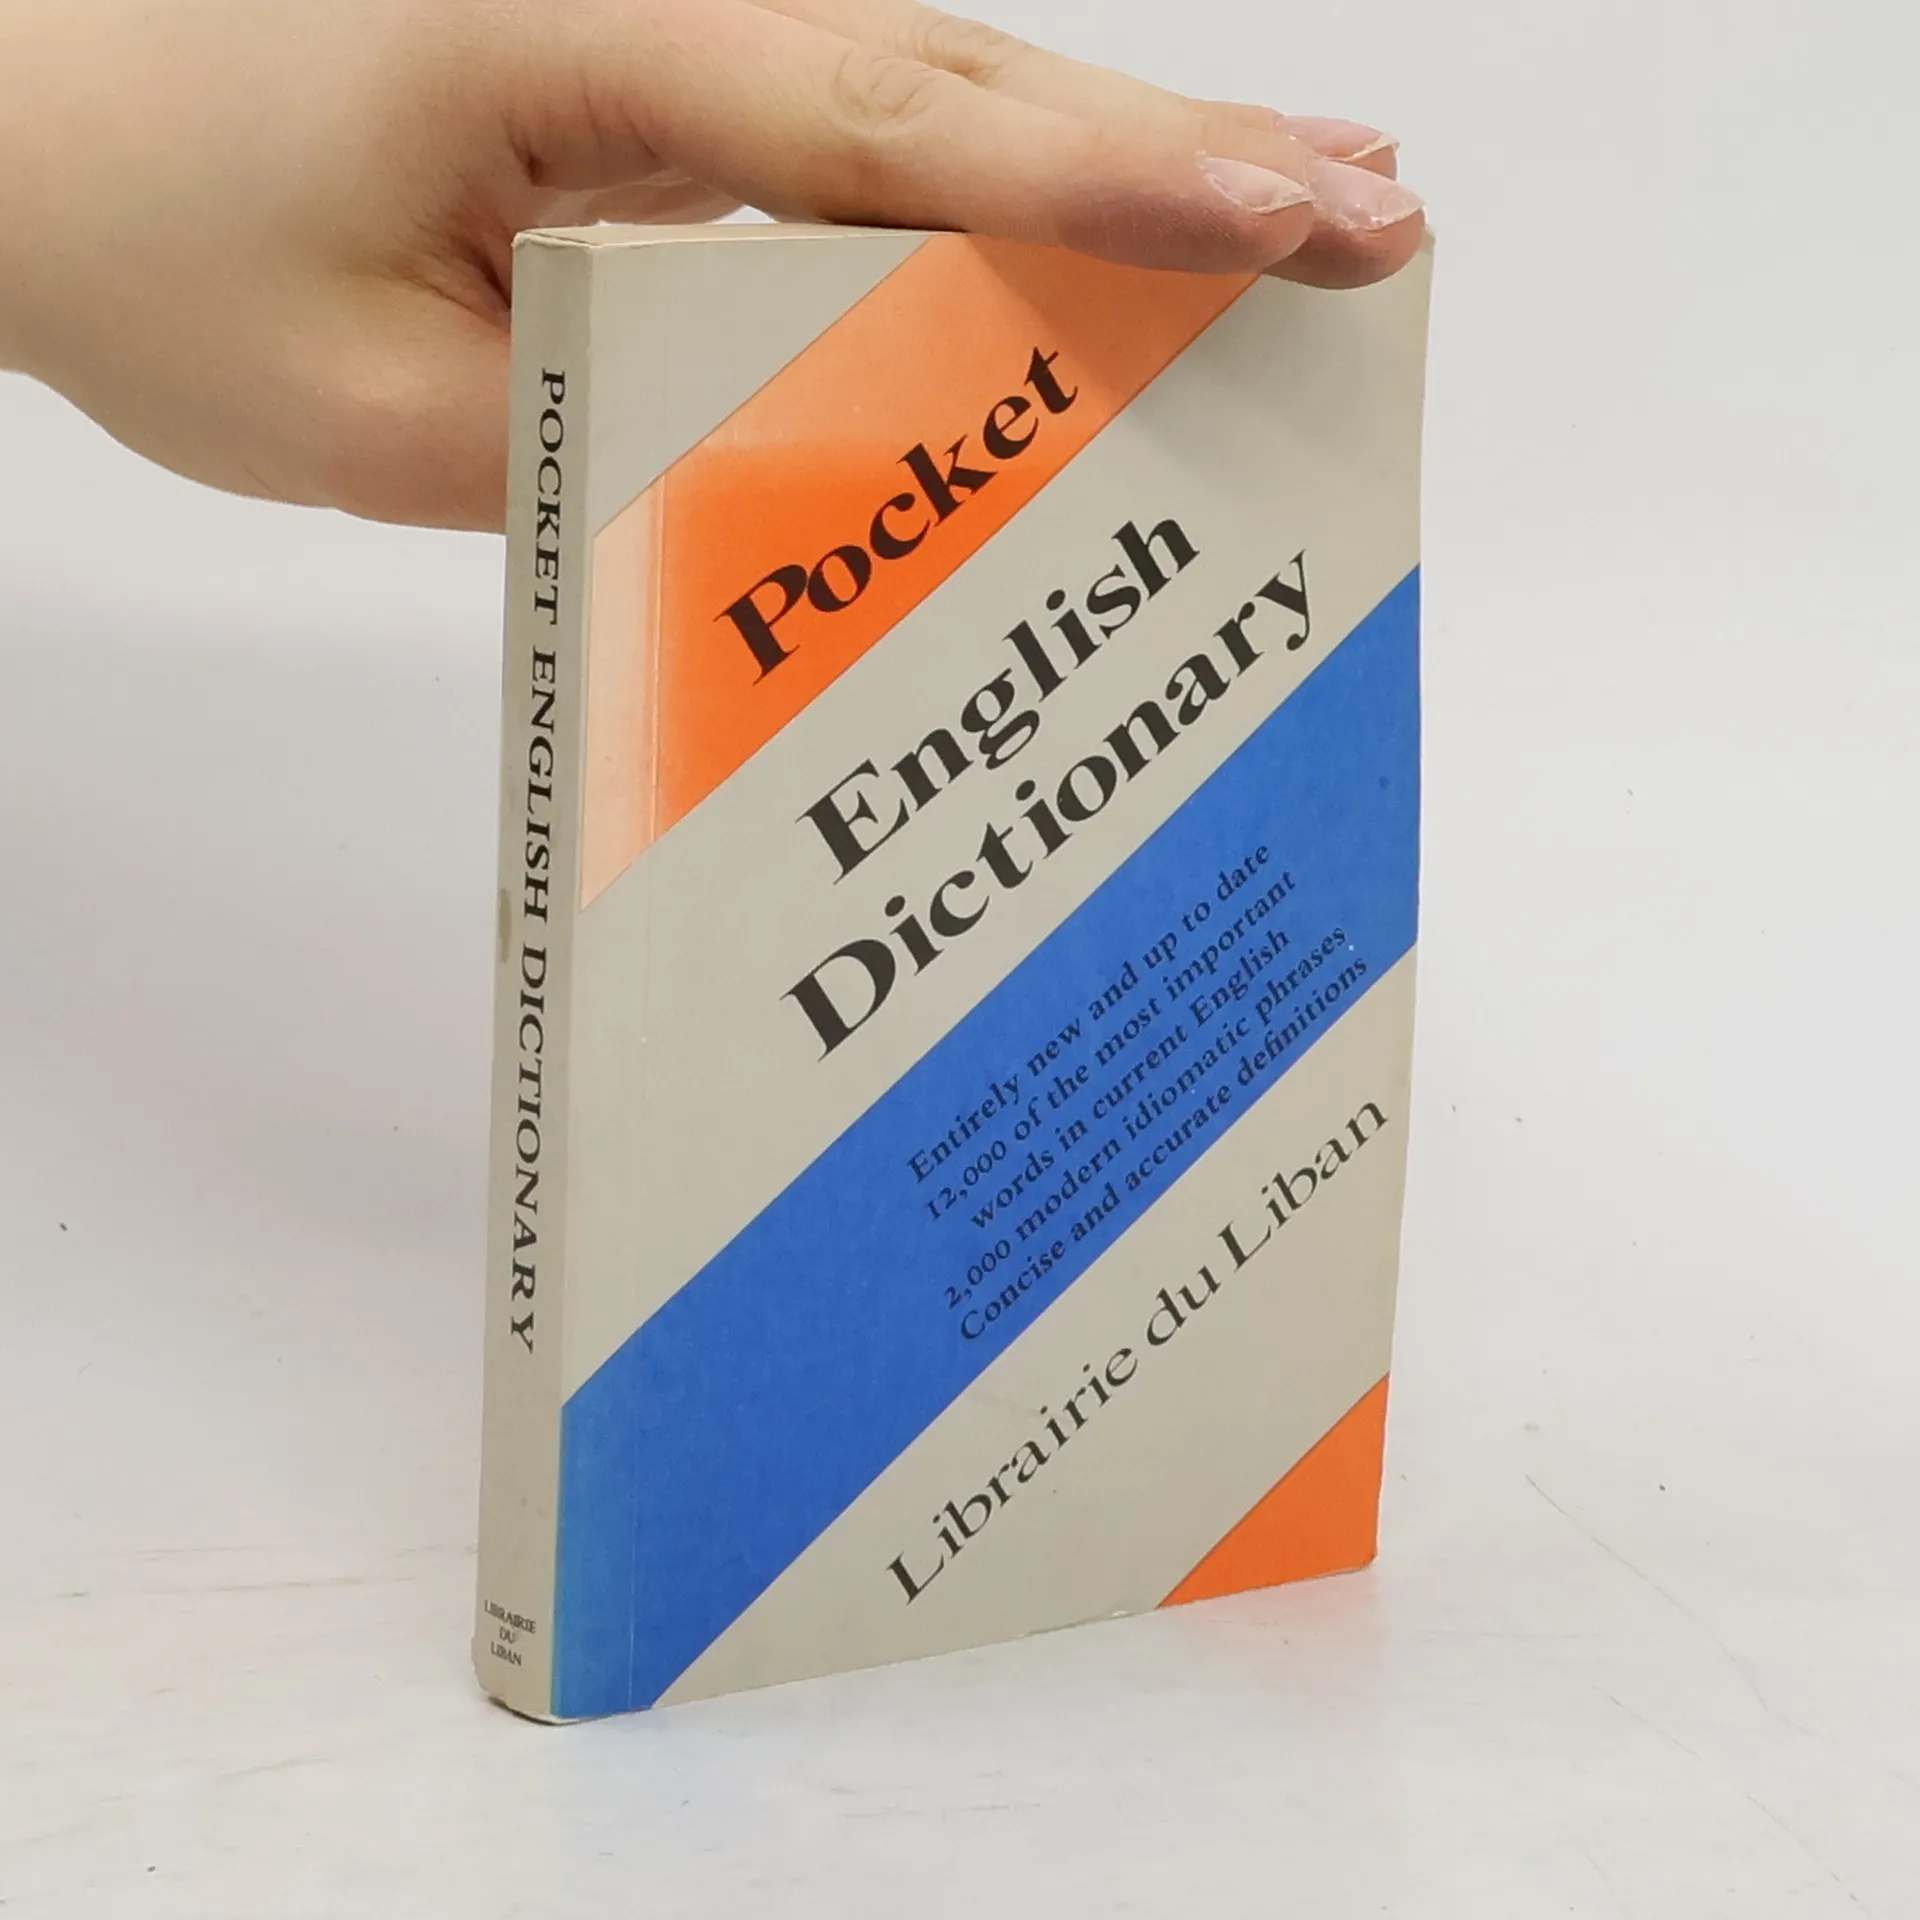 POCKET ENGLISH DICTIONARY
LIBRAIRIE
DU
LIBAN
Pocket
English
Dictionary
Entirely new and up to date
12,000 of the most important
words in current English
2,000 modern idiomatic phrases
Concise and accurate definitions
Librairie du Liban